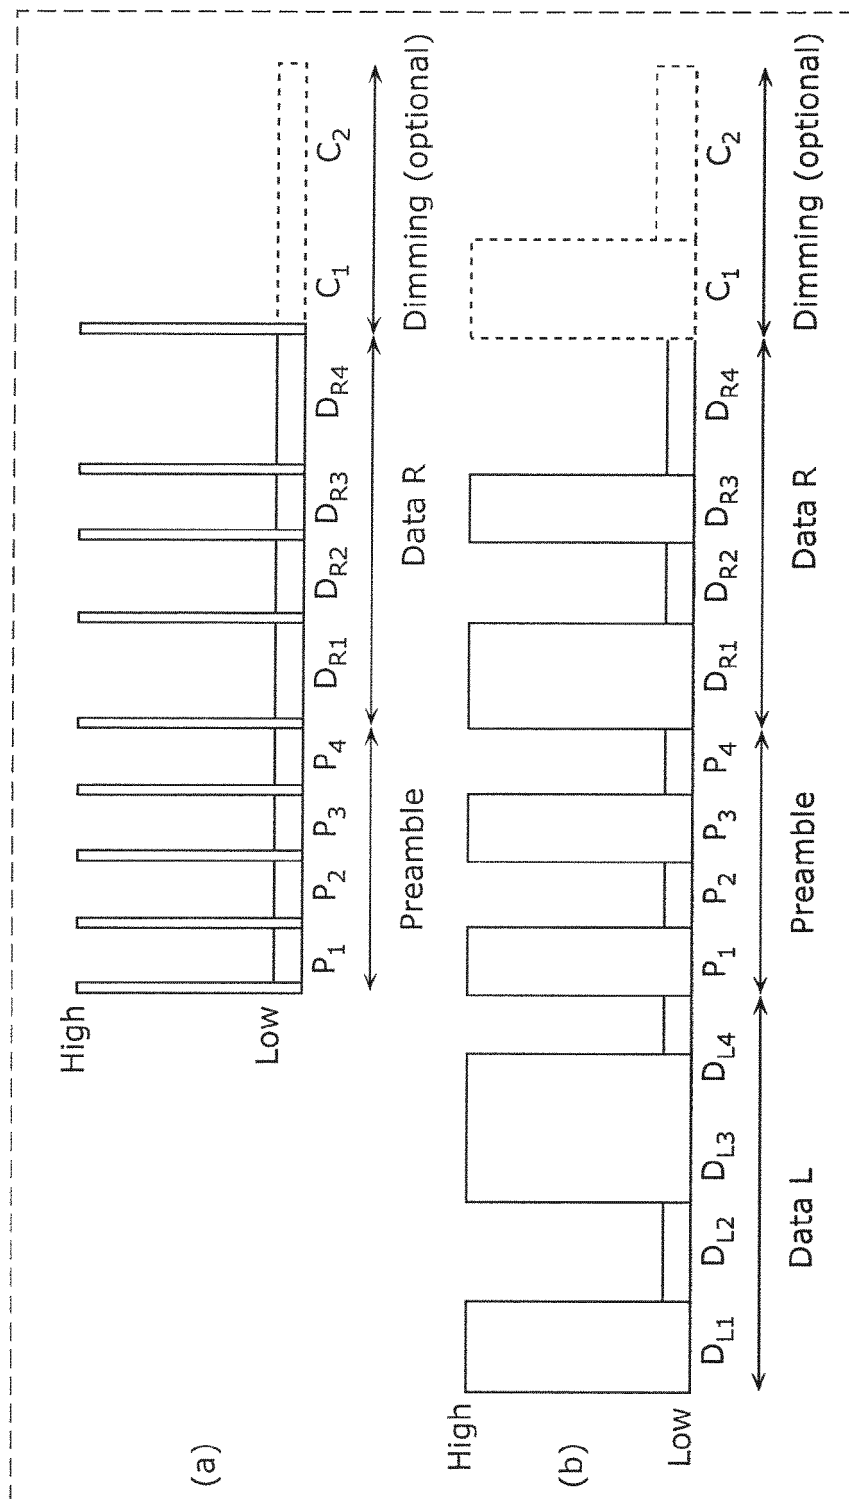 (a)
High
Low
P1 P2 P3 P4 DR1 DR2 DR3 DR4 C1 C2
Preamble Data R Dimming (optional)
(b)
High
Low
DL1 DL2 DL3 DL4 P1 P2 P3 P4 DR1 DR2 DR3 DR4 C1 C2
Data L Preamble Data R Dimming (optional)